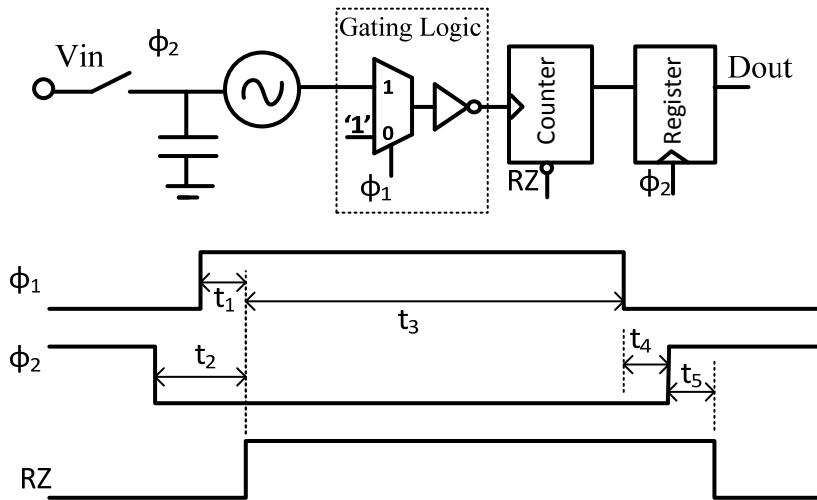 Gating Logic
Vin
ϕ2
1
'1'
0
ϕ1
Counter
RZ
Register
ϕ2
Dout
ϕ1
t1
t3
ϕ2
t2
t4
t5
RZ